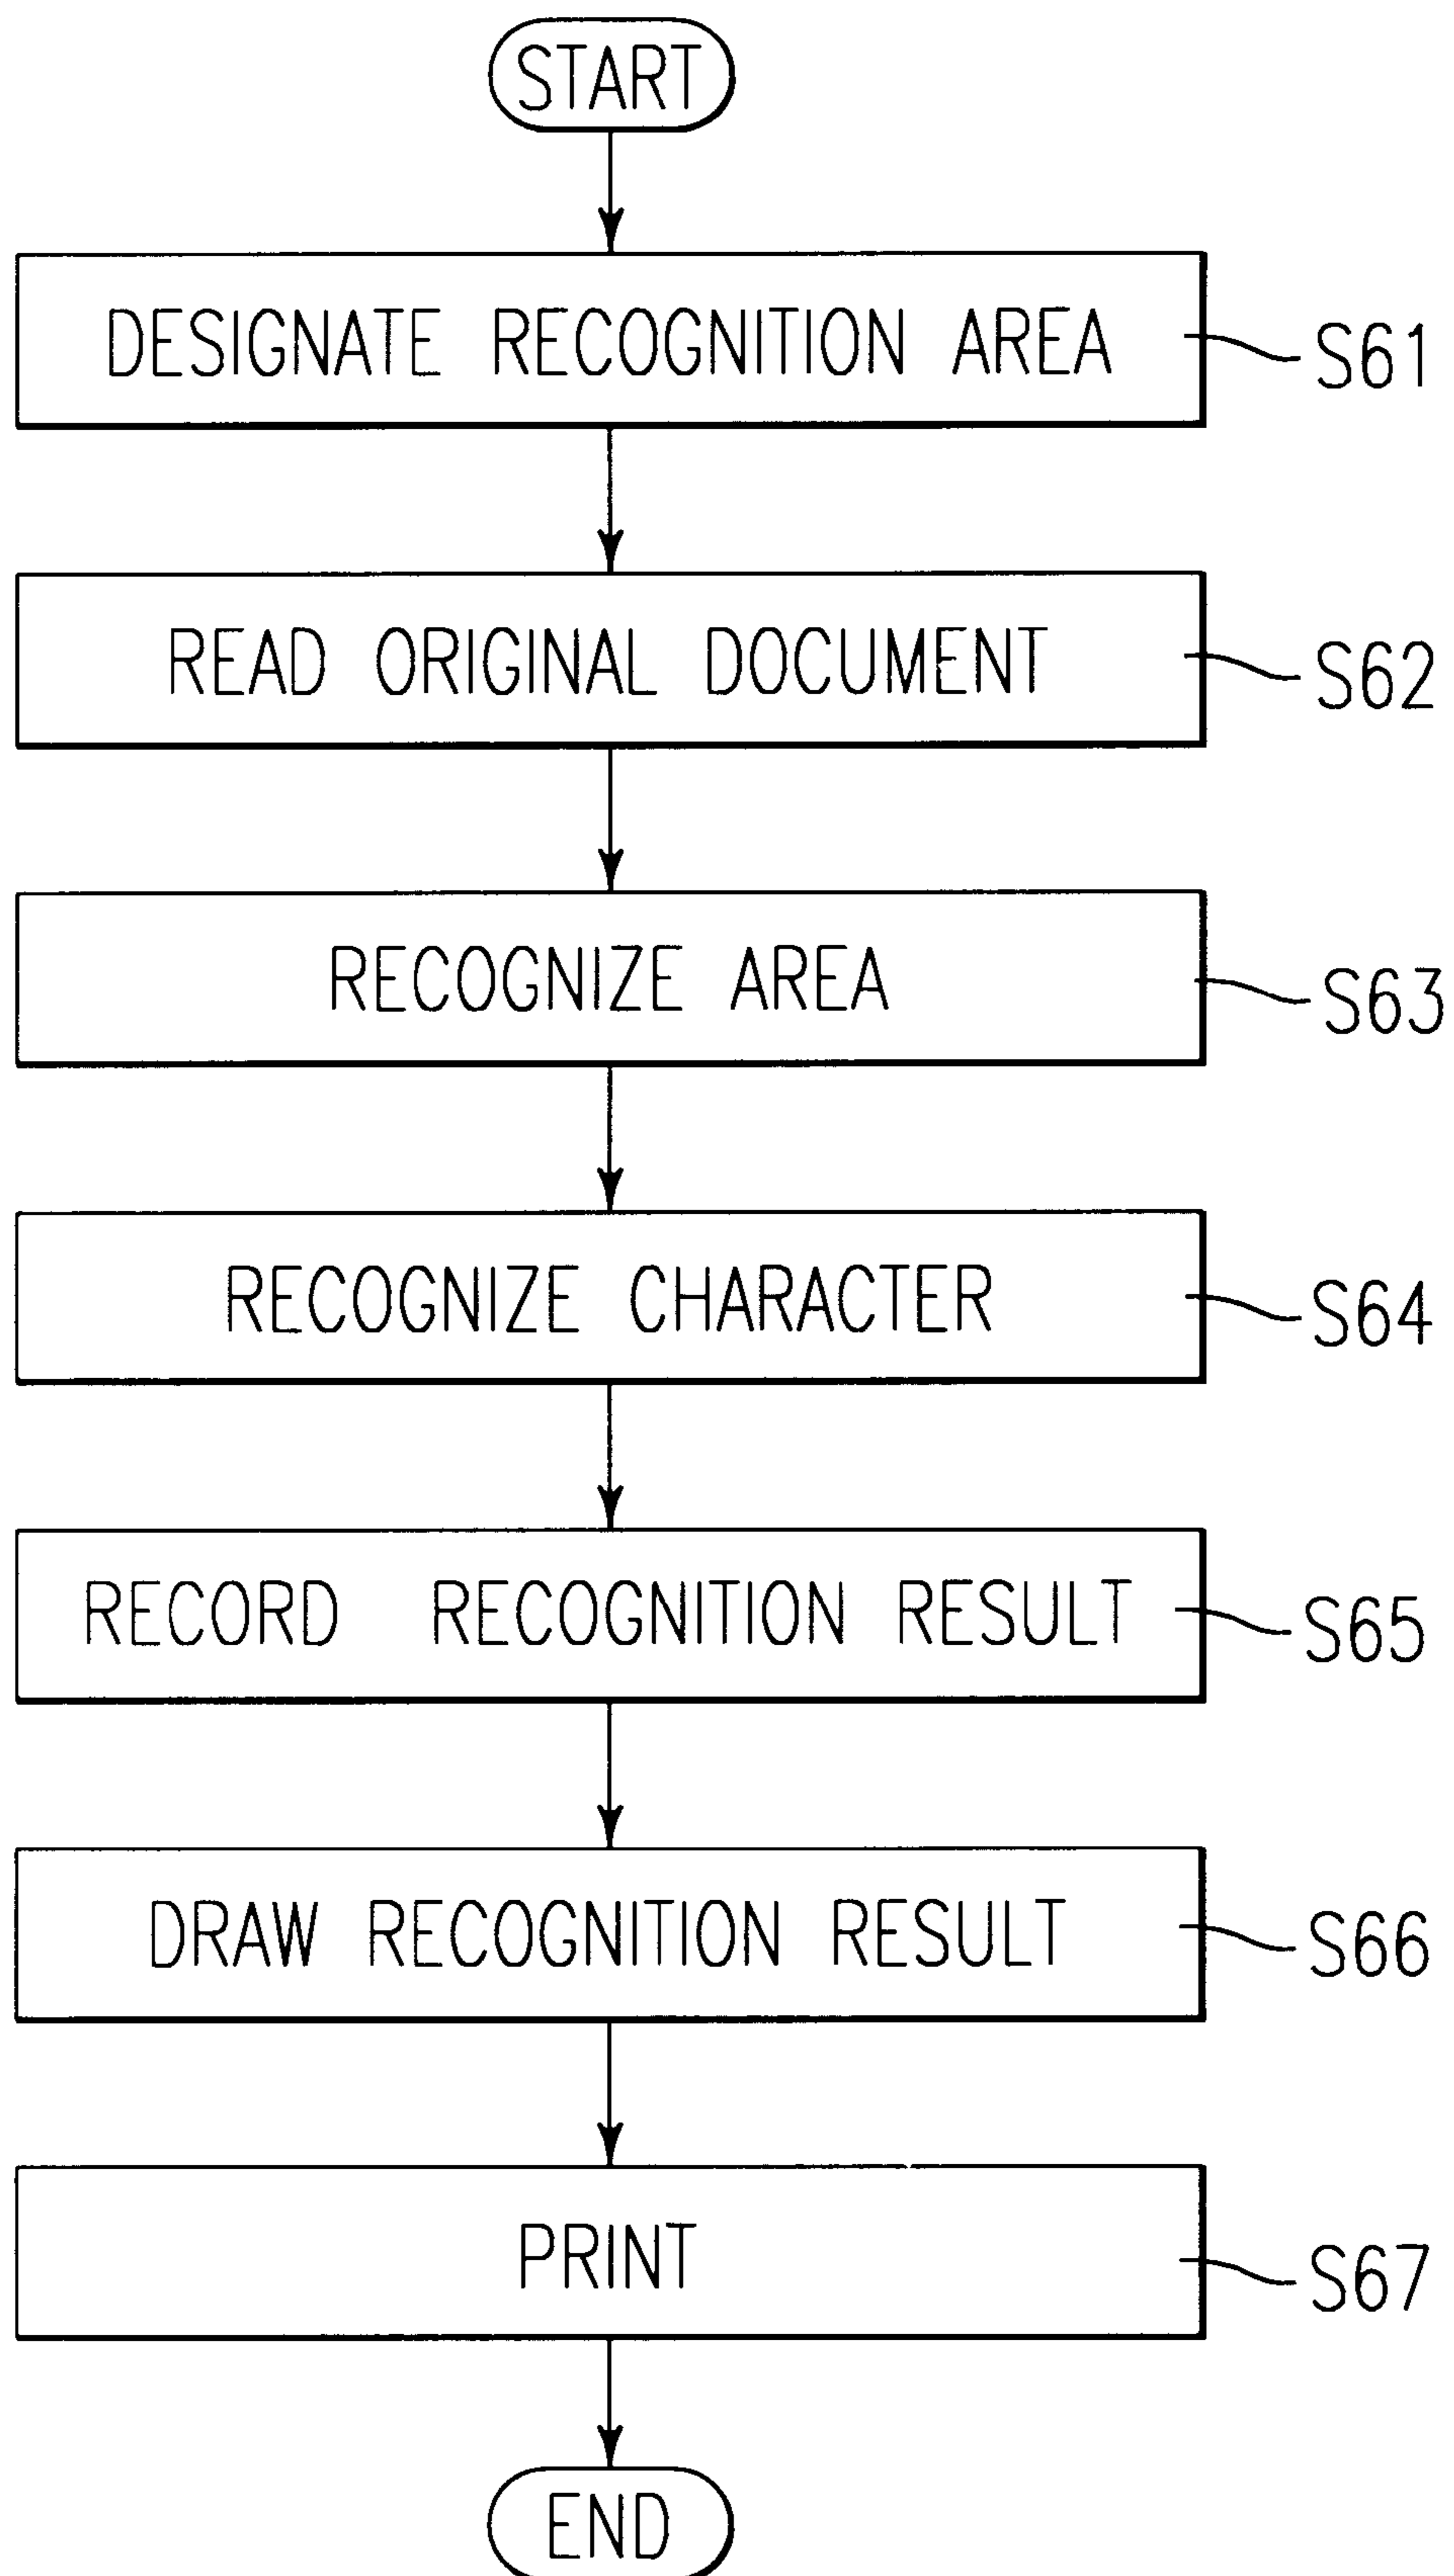 START
DESIGNATE RECOGNITION AREA
S61
READ ORIGINAL DOCUMENT
S62
RECOGNIZE AREA
S63
RECOGNIZE CHARACTER
S64
RECORD RECOGNITION RESULT
S65
DRAW RECOGNITION RESULT
S66
PRINT
S67
END